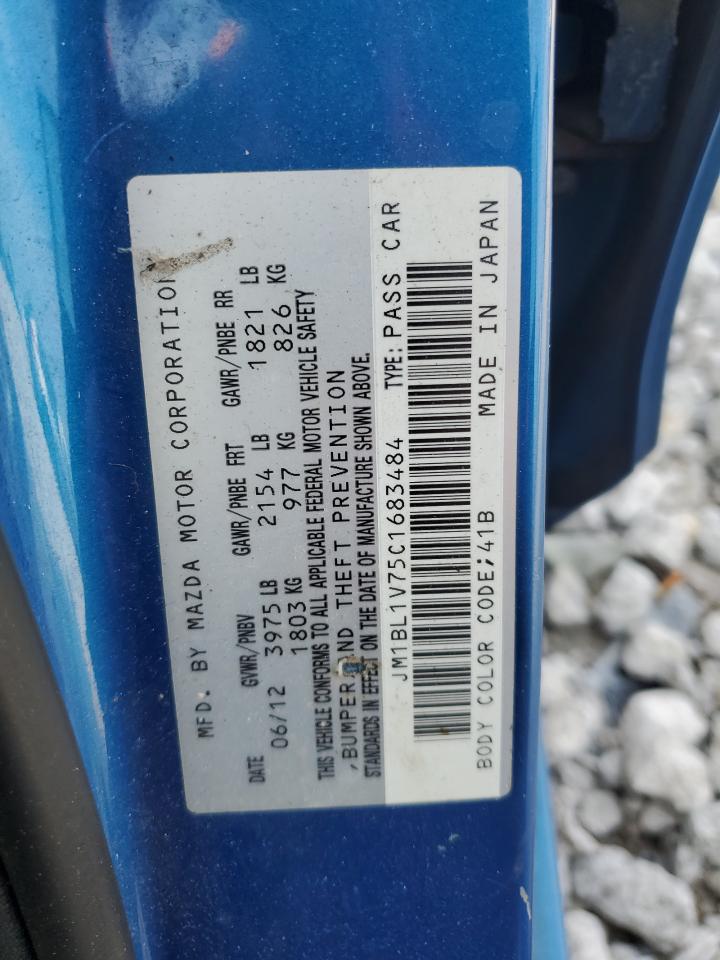 MFD. BY MAZDA MOTOR CORPORATION
DATE GVWR/PNBV GAWR/PNBE FRT GAWR/PNBE RR
06/12 3975 LB 2154 LB 1821 LB
1803 KG 977 KG 826 KG
THIS VEHICLE CONFORMS TO ALL APPLICABLE FEDERAL MOTOR VEHICLE SAFETY
,BUMPER,AND THEFT PREVENTION
STANDARDS IN EFFECT ON THE DATE OF MANUFACTURE SHOWN ABOVE.
JM1BL1V75C1683484 TYPE: PASS CAR
BODY COLOR CODE;41B MADE IN JAPAN